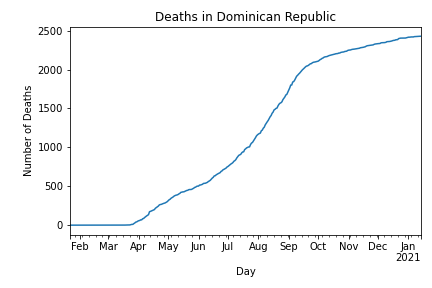 Deaths in Dominican Republic
Number of Deaths
2500
2000
1500
1000
500
0
Feb Mar Apr May Jun Jul Aug Sep Oct Nov Dec Jan
2021
Day